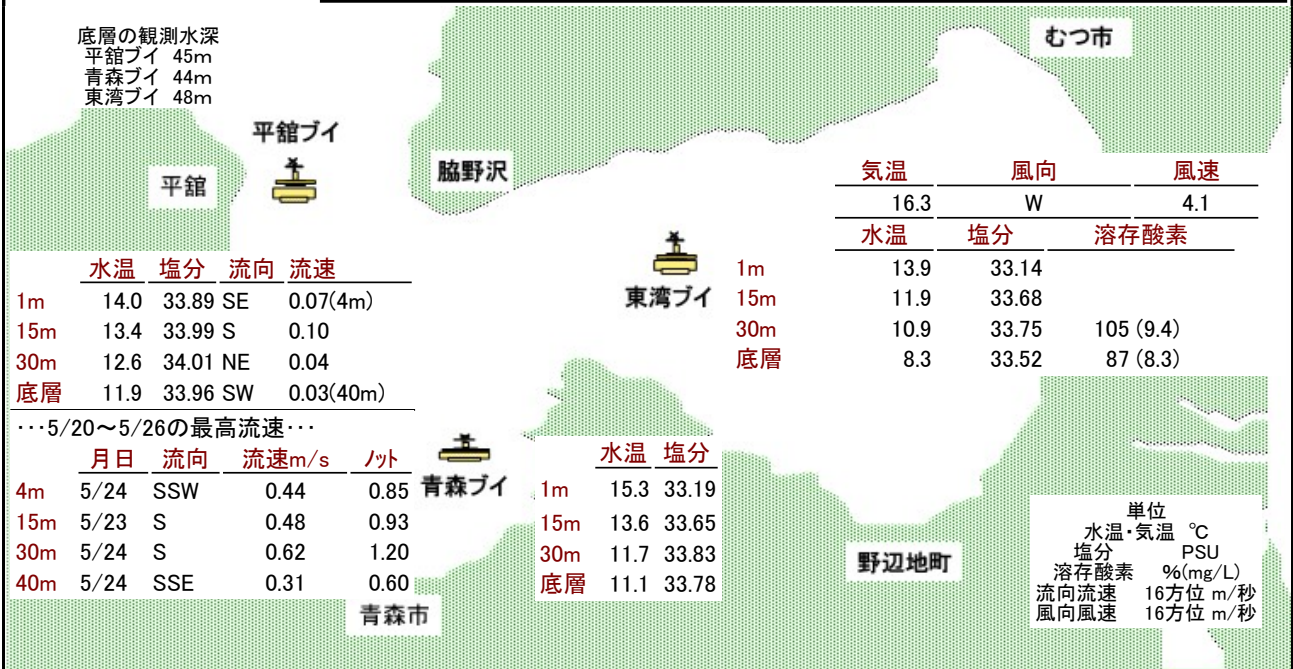 底層の観測水深
平舘ブイ 45m
青森ブイ 44m
東湾ブイ 48m
むつ市
平舘ブイ
脇野沢
平舘
気温 風向 風速
16.3 W 4.1
水温 塩分 溶存酸素
1m 13.9 33.14
15m 11.9 33.68
30m 10.9 33.75 105 (9.4)
底層 8.3 33.52 87 (8.3)
東湾ブイ
水温 塩分 流向 流速
1m 14.0 33.89 SE 0.07(4m)
15m 13.4 33.99 S 0.10
30m 12.6 34.01 NE 0.04
底層 11.9 33.96 SW 0.03(40m)
･･･5/20～5/26の最高流速･･･
月日 流向 流速m/s ﾉｯﾄ
4m 5/24 SSW 0.44 0.85
15m 5/23 S 0.48 0.93
30m 5/24 S 0.62 1.20
40m 5/24 SSE 0.31 0.60
青森ブイ
水温 塩分
1m 15.3 33.19
15m 13.6 33.65
30m 11.7 33.83
底層 11.1 33.78
青森市
野辺地町
単位
水温･気温 ℃
塩分 PSU
溶存酸素 %(mg/L)
流向流速 16方位 m/秒
風向風速 16方位 m/秒